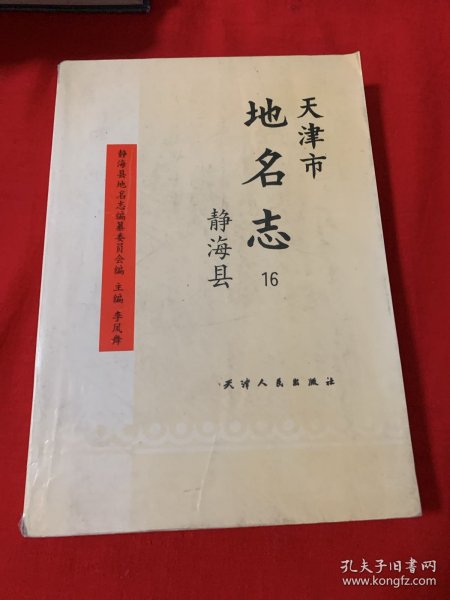 天津市
地名志
静海县
16
静海县地名志编纂委员会编 主编 李凤舞
天津人民出版社
孔夫子旧书网
www.kongfz.com